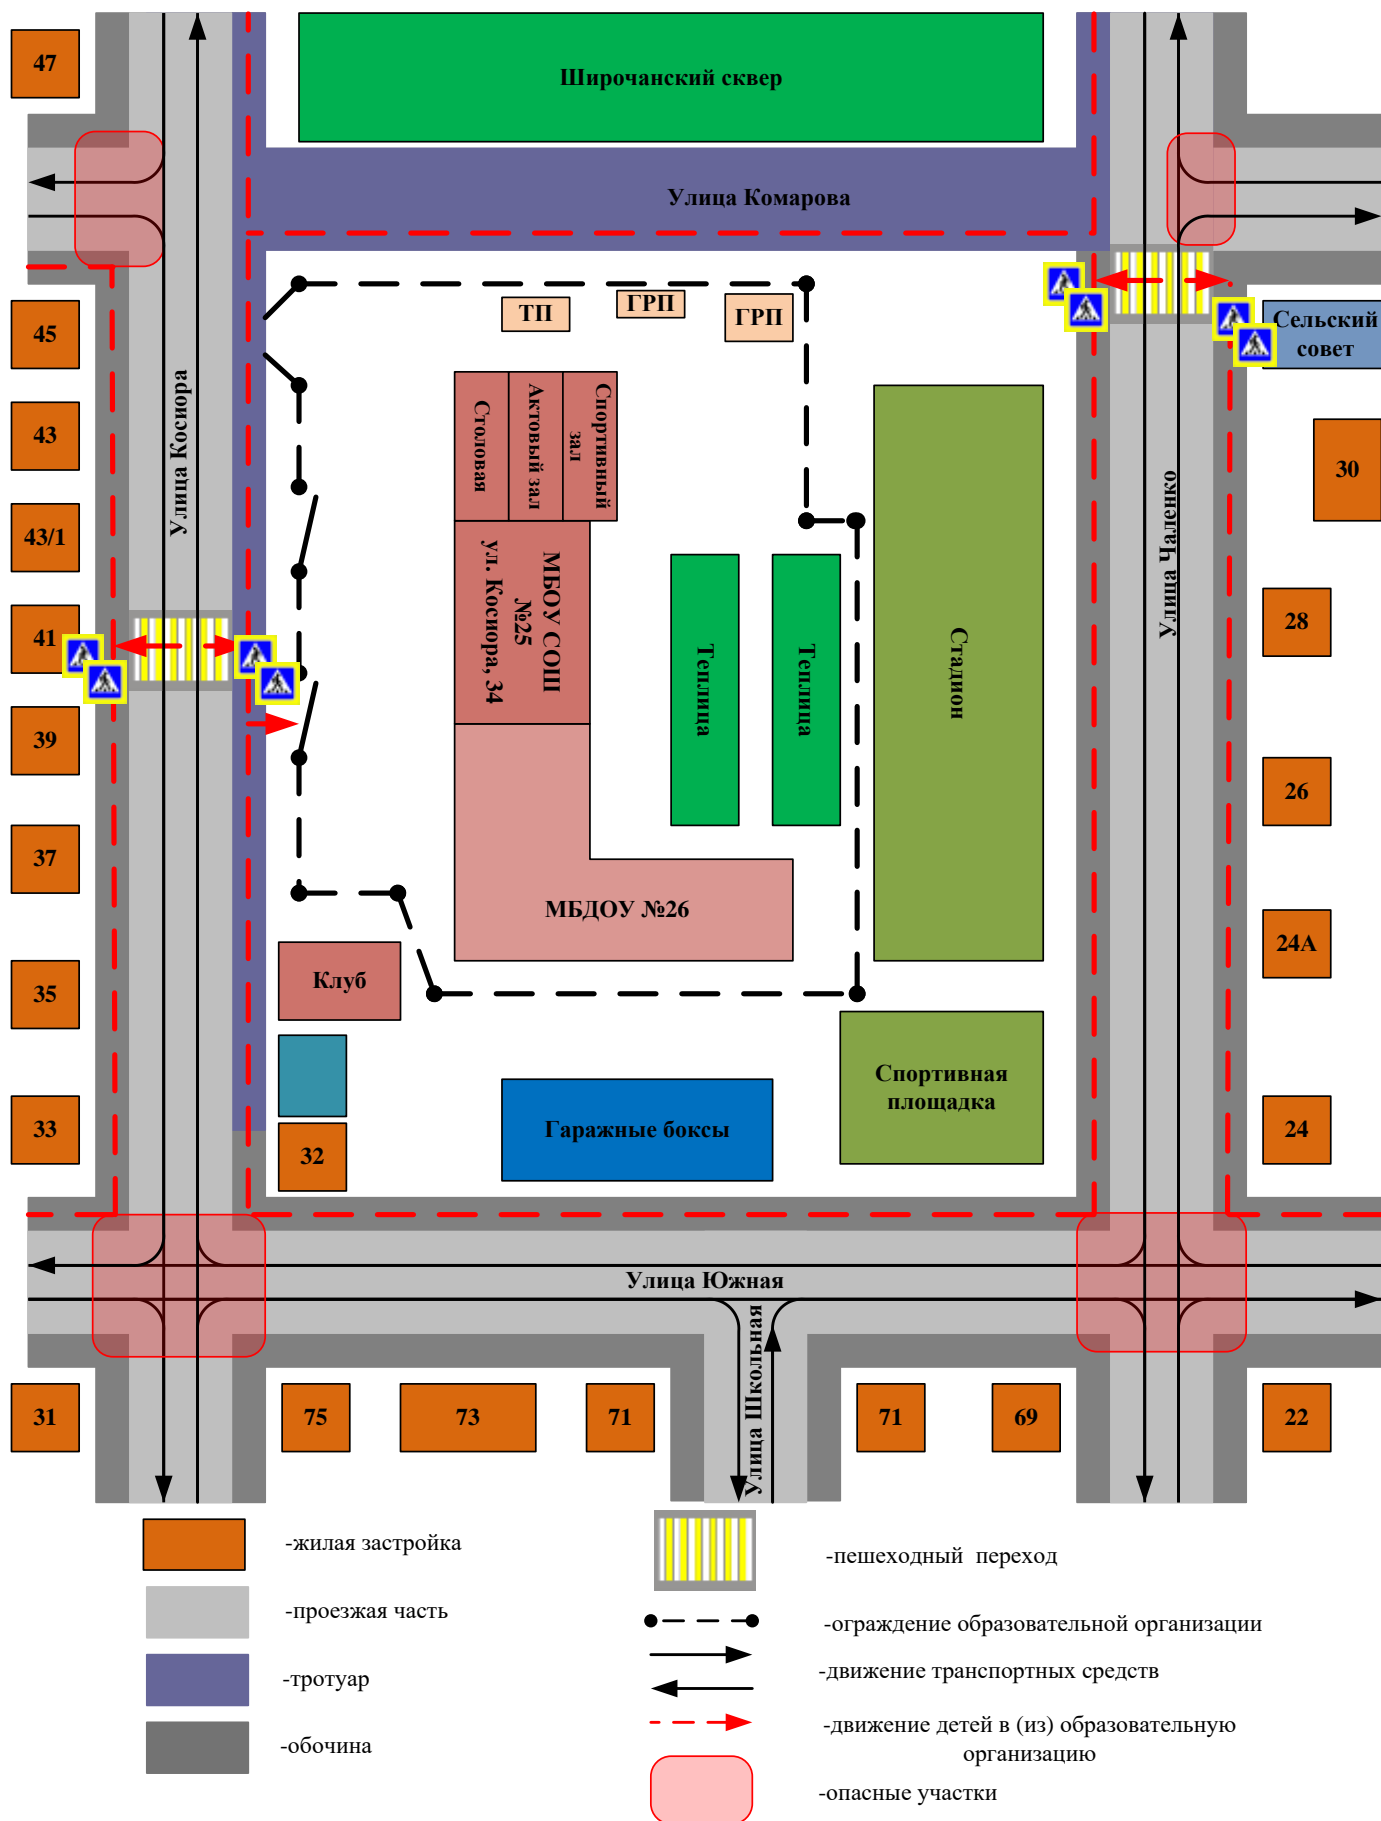 47
Широчанский сквер
Улица Комарова
45
ТП
ГРП
ГРП
Сельский
совет
Улица Косиора
43
Столовая
Актовый зал
Спортивный
зал
30
43/1
МБОУ СОШ
№25
ул. Косиора, 34
Улица Чаленко
41
Теплица
Теплица
Стадион
28
39
26
37
МБДОУ №26
24А
35
Клуб
33
32
Гаражные боксы
Спортивная
площадка
24
Улица Южная
Улица Школьная
31
75
73
71
71
69
22
-жилая застройка
-проезжая часть
-тротуар
-обочина
-пешеходный переход
-ограждение образовательной организации
-движение транспортных средств
-движение детей в (из) образовательную
организацию
-опасные участки